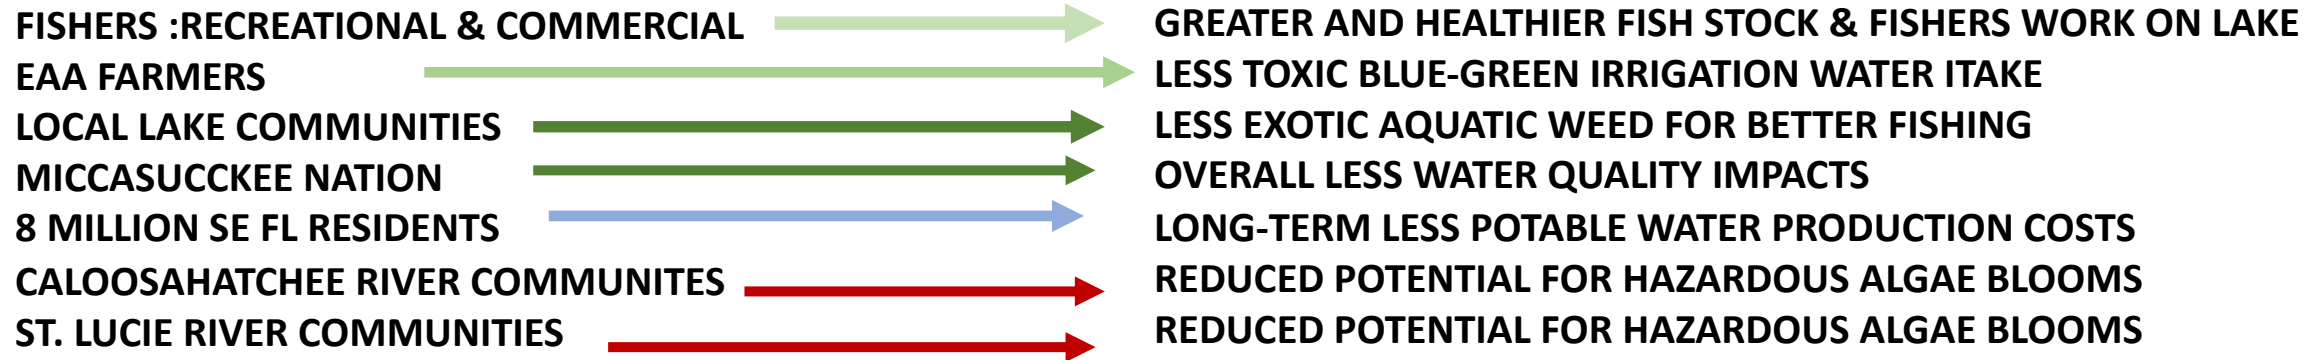 FISHERS :RECREATIONAL & COMMERCIAL GREATER AND HEALTHIER FISH STOCK & FISHERS WORK ON LAKE
EAA FARMERS LESS TOXIC BLUE-GREEN IRRIGATION WATER ITAKE
LOCAL LAKE COMMUNITIES LESS EXOTIC AQUATIC WEED FOR BETTER FISHING
MICCASUCCKEE NATION OVERALL LESS WATER QUALITY IMPACTS
8 MILLION SE FL RESIDENTS LONG-TERM LESS POTABLE WATER PRODUCTION COSTS
CALOOSAHATCHEE RIVER COMMUNITES REDUCED POTENTIAL FOR HAZARDOUS ALGAE BLOOMS
ST. LUCIE RIVER COMMUNITIES REDUCED POTENTIAL FOR HAZARDOUS ALGAE BLOOMS